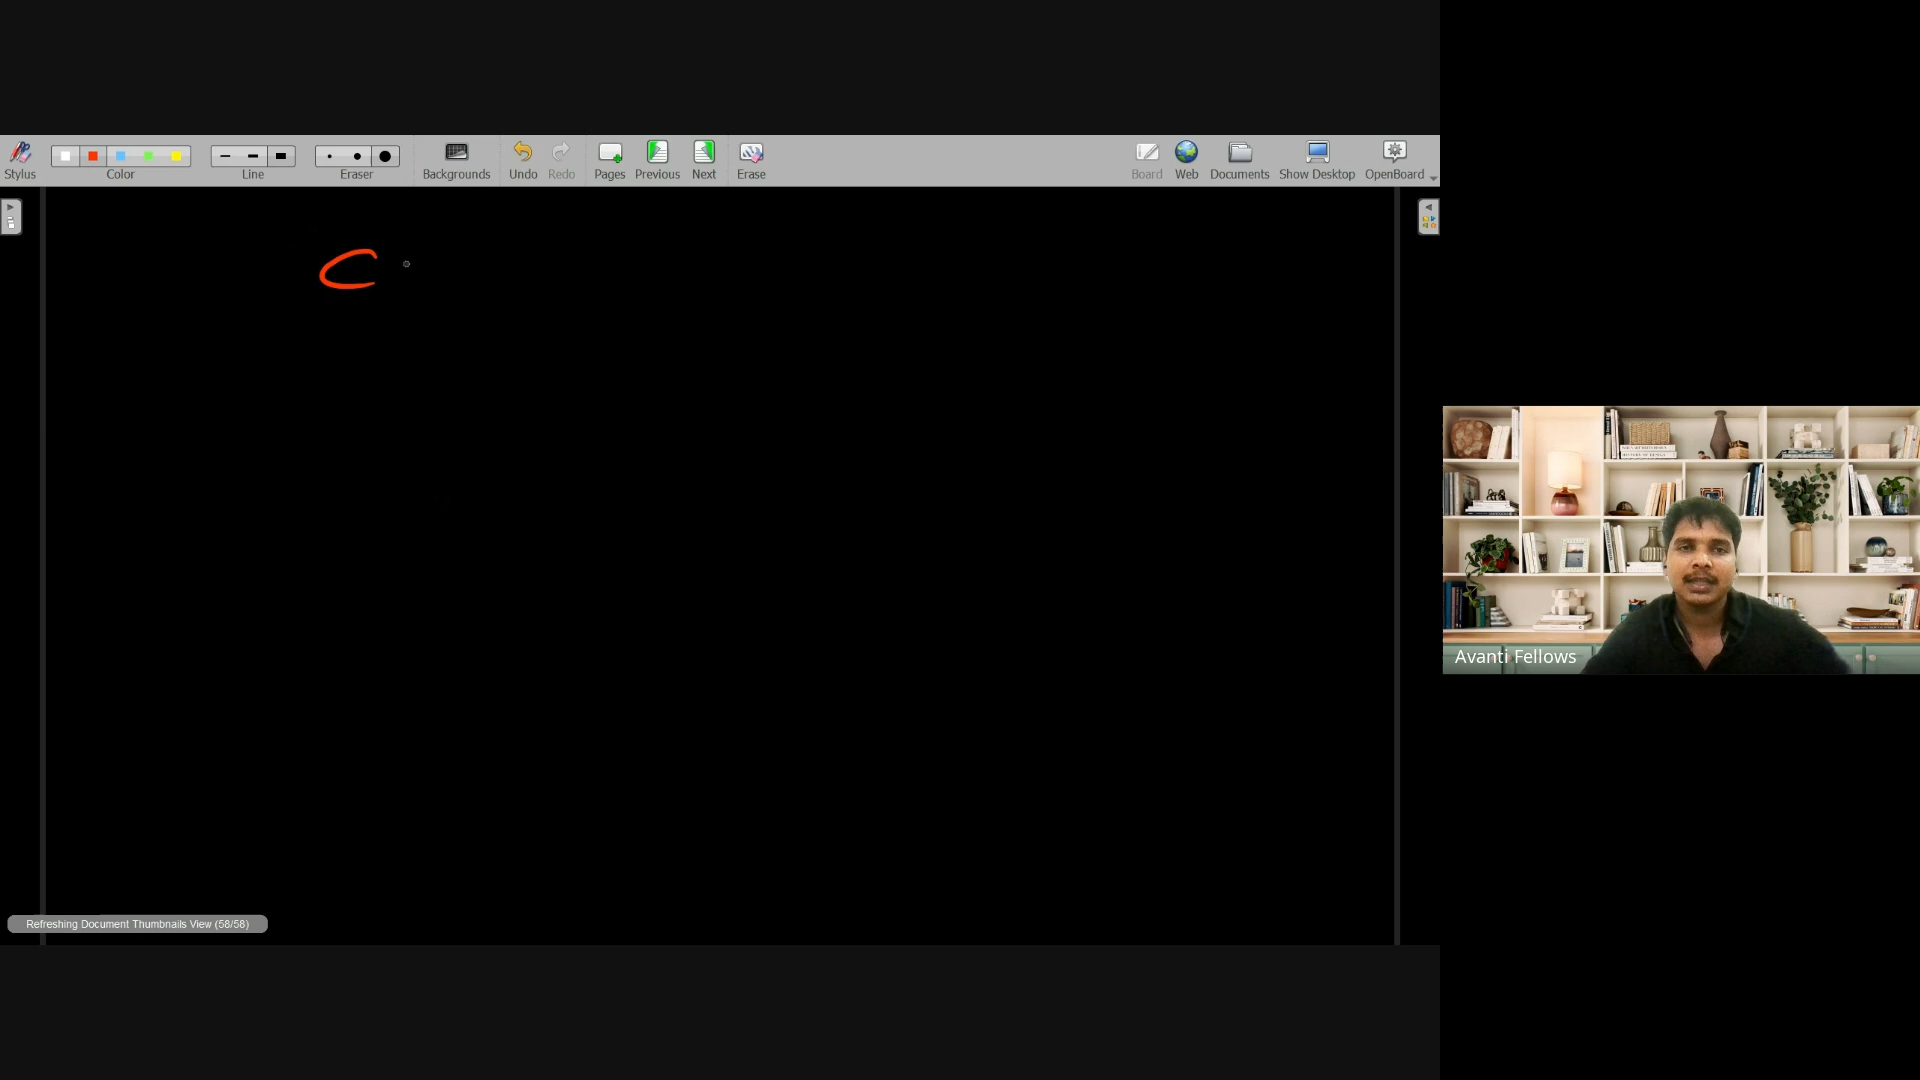 Stylus Color Line Eraser Backgrounds Undo Redo Pages Previous Next Erase Board Web Documents Show Desktop OpenBoard
C
Avanti Fellows
Refreshing Document Thumbnails View (58/58)